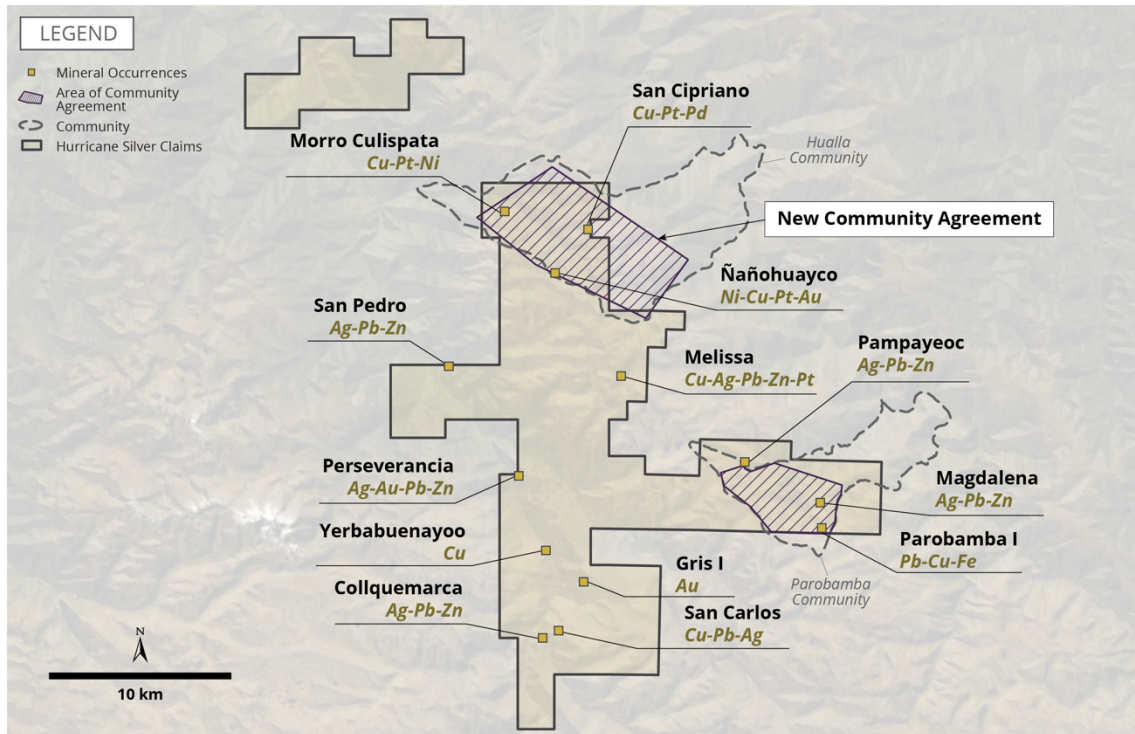 LEGEND
Mineral Occurrences
Area of Community
Agreement
Community
Hurricane Silver Claims
San Cipriano
Cu-Pt-Pd
Morro Culispata
Cu-Pt-Ni
Hualla
Community
New Community Agreement
Ñañohuayco
Ni-Cu-Pt-Au
San Pedro
Ag-Pb-Zn
Melissa
Cu-Ag-Pb-Zn-Pt
Pampayeoc
Ag-Pb-Zn
Perseverancia
Ag-Au-Pb-Zn
Magdalena
Ag-Pb-Zn
Yerbabuenayoo
Cu
Parobamba I
Pb-Cu-Fe
Gris I
Au
Parobamba
Community
Collquemarca
Ag-Pb-Zn
San Carlos
Cu-Pb-Ag
N
10 km